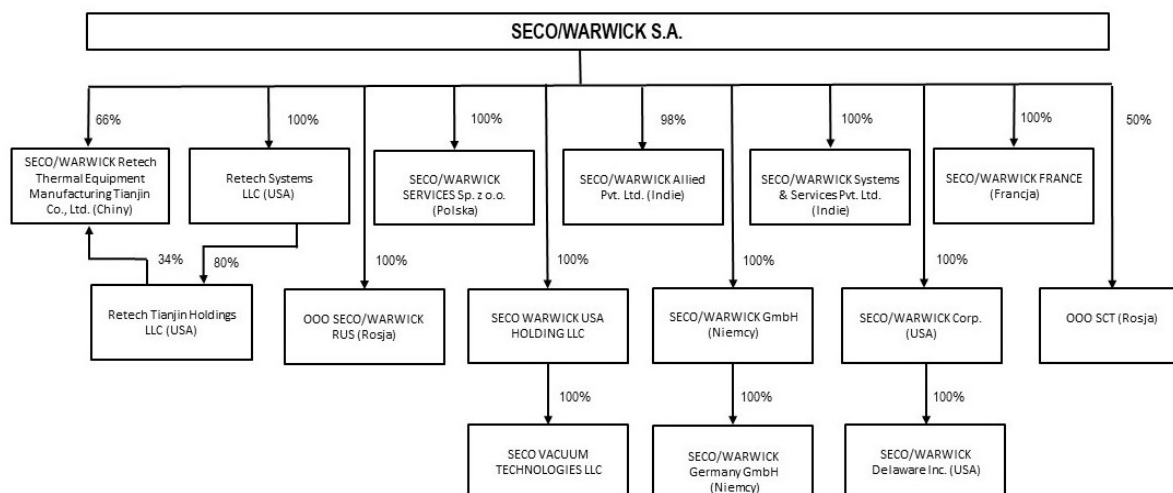 SECO/WARWICK S.A.
66%
100%
100%
98%
100%
100%
50%
SECO/WARWICK Retech
Thermal Equipment
Manufacturing Tianjin
Co., Ltd. (Chiny)
Retech Systems
LLC (USA)
SECO/WARWICK
SERVICES Sp. z o.o.
(Polska)
SECO/WARWICK Allied
Pvt. Ltd. (Indie)
SECO/WARWICK Systems
& Services Pvt. Ltd.
(Indie)
SECO/WARWICK FRANCE
(Francja)
34%
80%
100%
100%
100%
100%
Retech Tianjin Holdings
LLC (USA)
OOO SECO/WARWICK
RUS (Rosja)
SECO WARWICK USA
HOLDING LLC
SECO/WARWICK GmbH
(Niemcy)
SECO/WARWICK Corp.
(USA)
OOO SCT (Rosja)
100%
100%
100%
SECO VACUUM
TECHNOLOGIES LLC
SECO/WARWICK
Germany GmbH
(Niemcy)
SECO/WARWICK
Delaware Inc. (USA)